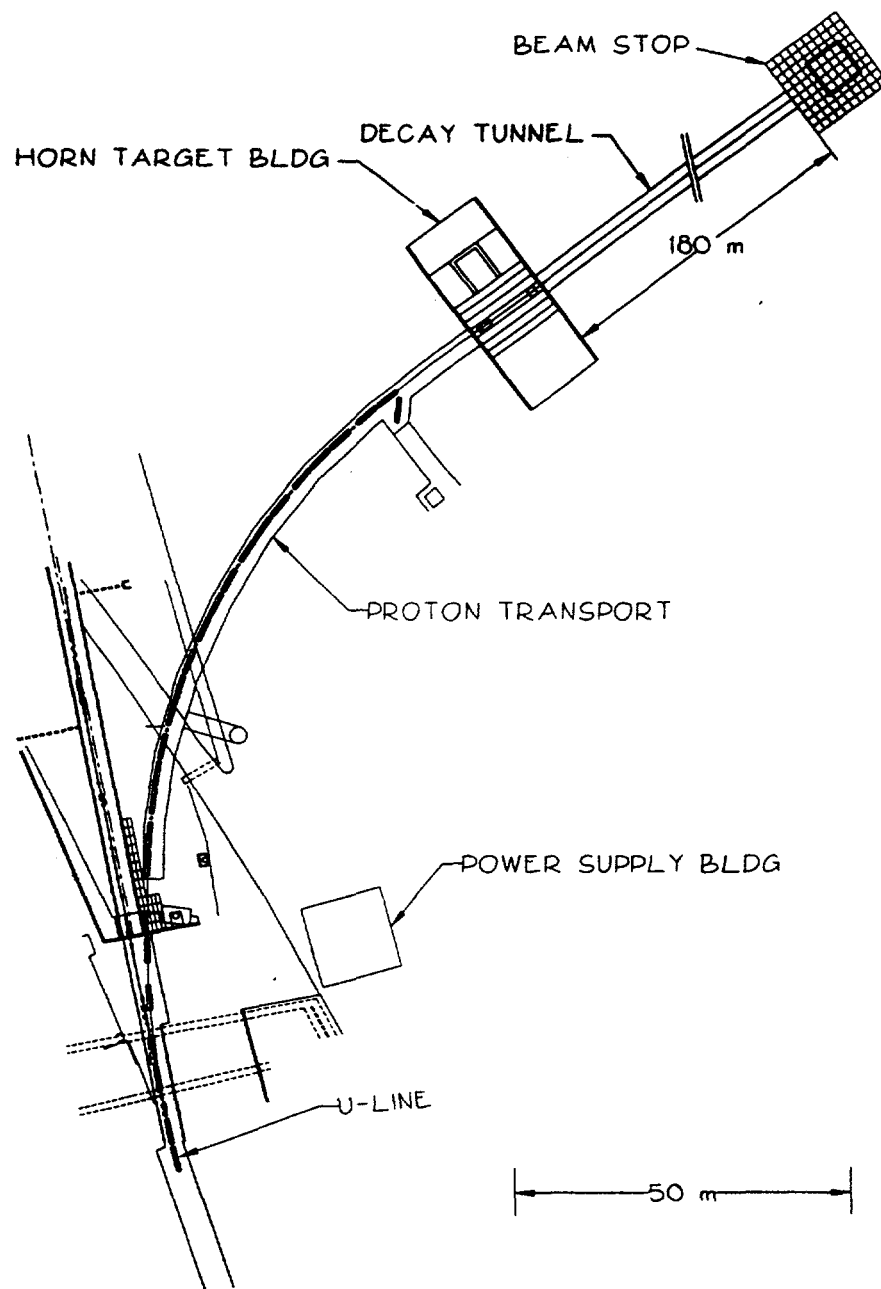 BEAM STOP
DECAY TUNNEL
HORN TARGET BLDG
180 m
PROTON TRANSPORT
POWER SUPPLY BLDG
U-LINE
50 m